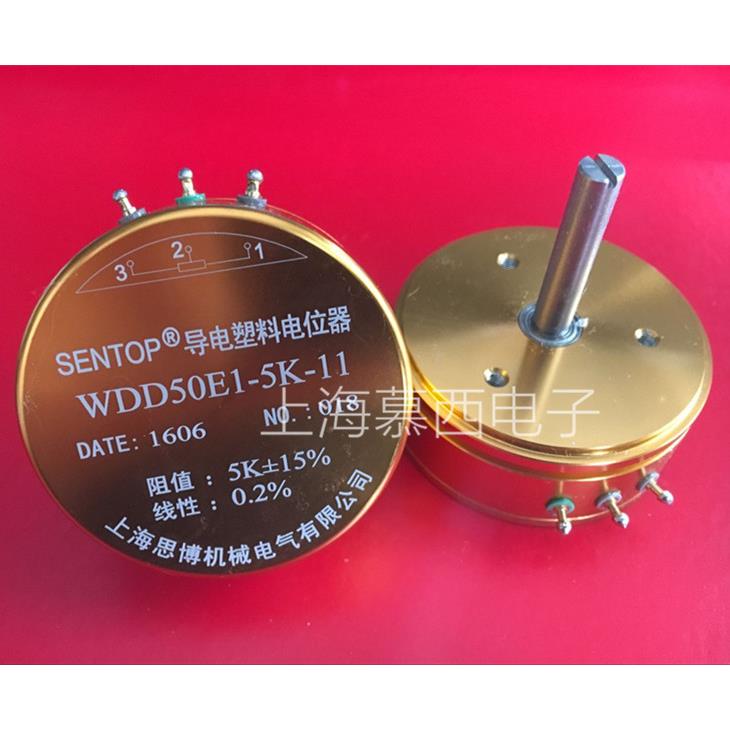 3 2 1
SENTOP® 导电塑料电位器
WDD50E1-5K-11
DATE: 1606 NO.: 018
阻值: 5K±15%
线性: 0.2%
上海思博机械电气有限公司
上海慕西电子